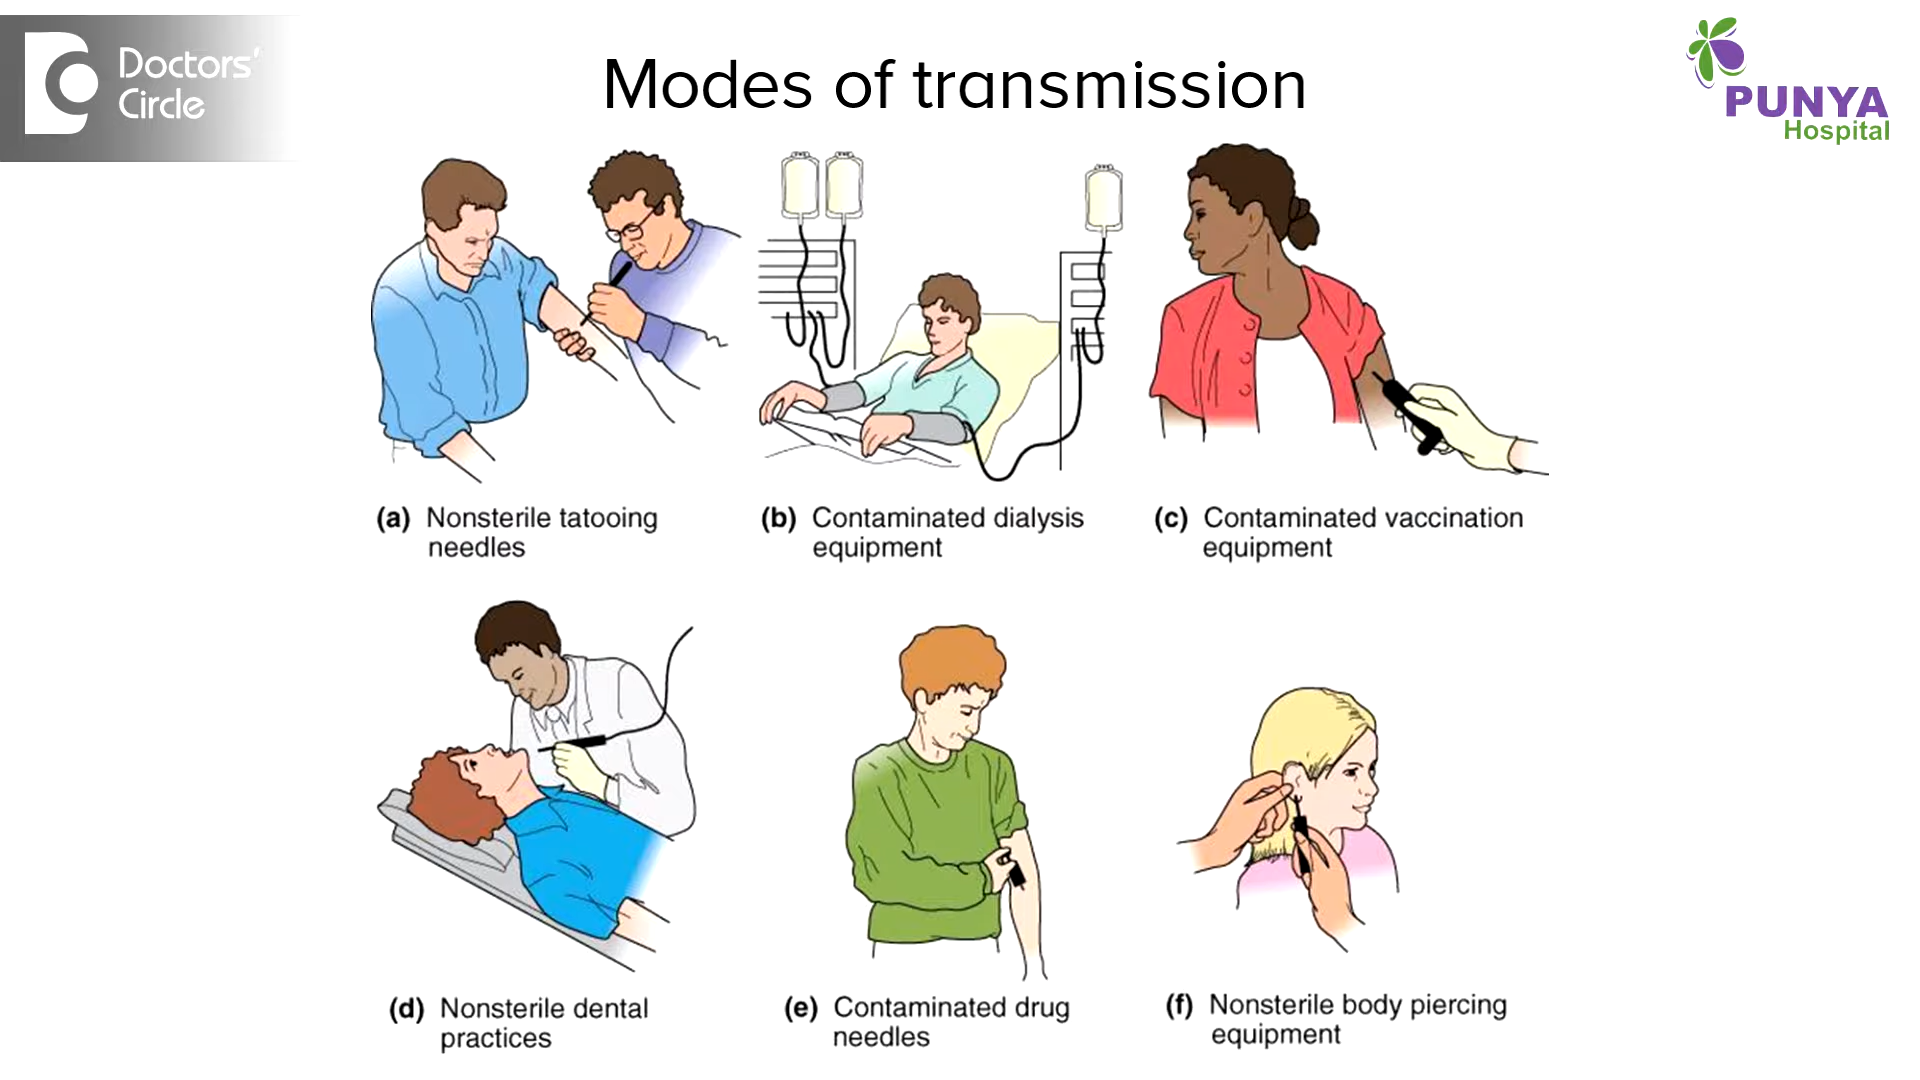 Doctors'
Circle
Modes of transmission
PUNYA
Hospital
(a) Nonsterile tatooing
needles
(b) Contaminated dialysis
equipment
(c) Contaminated vaccination
equipment
(d) Nonsterile dental
practices
(e) Contaminated drug
needles
(f) Nonsterile body piercing
equipment